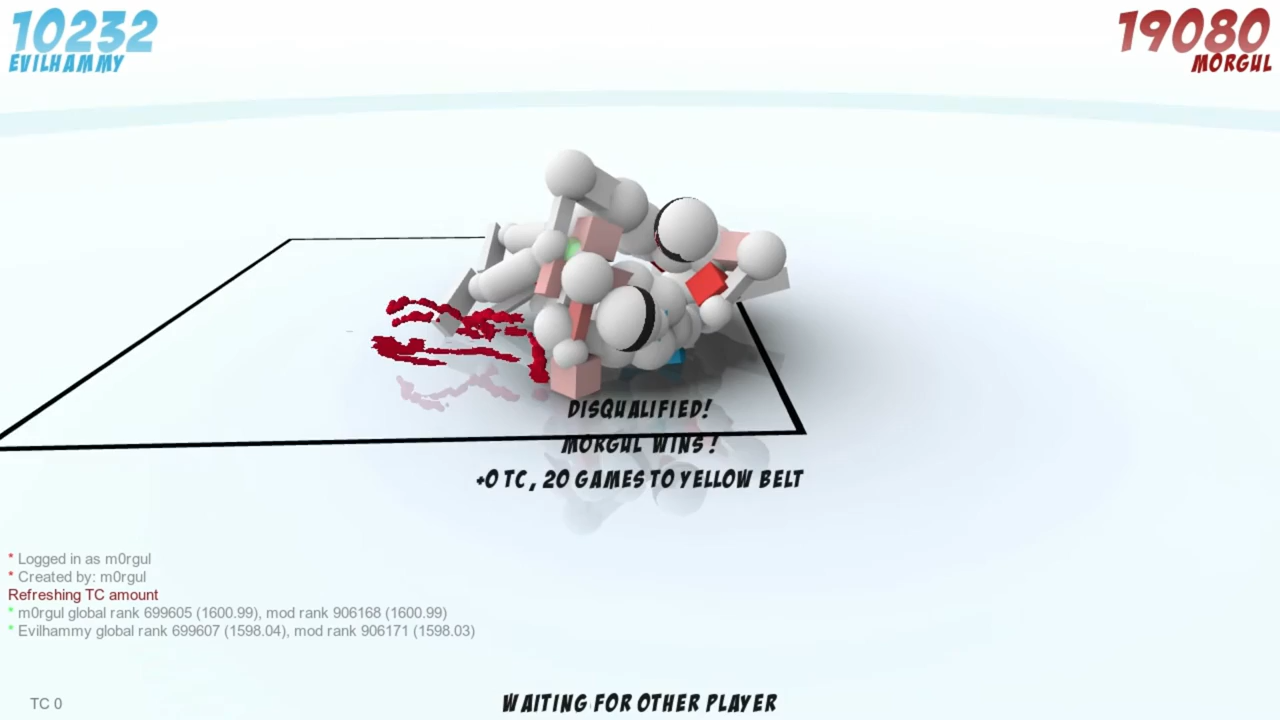 10232
EVILHAMMY
19080
MORGUL
DISQUALIFIED!
MORGUL WINS!
+0 TC, 20 GAMES TO YELLOW BELT
* Logged in as m0rgul
* Created by: m0rgul
Refreshing TC amount
* m0rgul global rank 699605 (1600.99), mod rank 906168 (1600.99)
* Evilhammy global rank 699607 (1598.04), mod rank 906171 (1598.03)
TC 0
WAITING FOR OTHER PLAYER